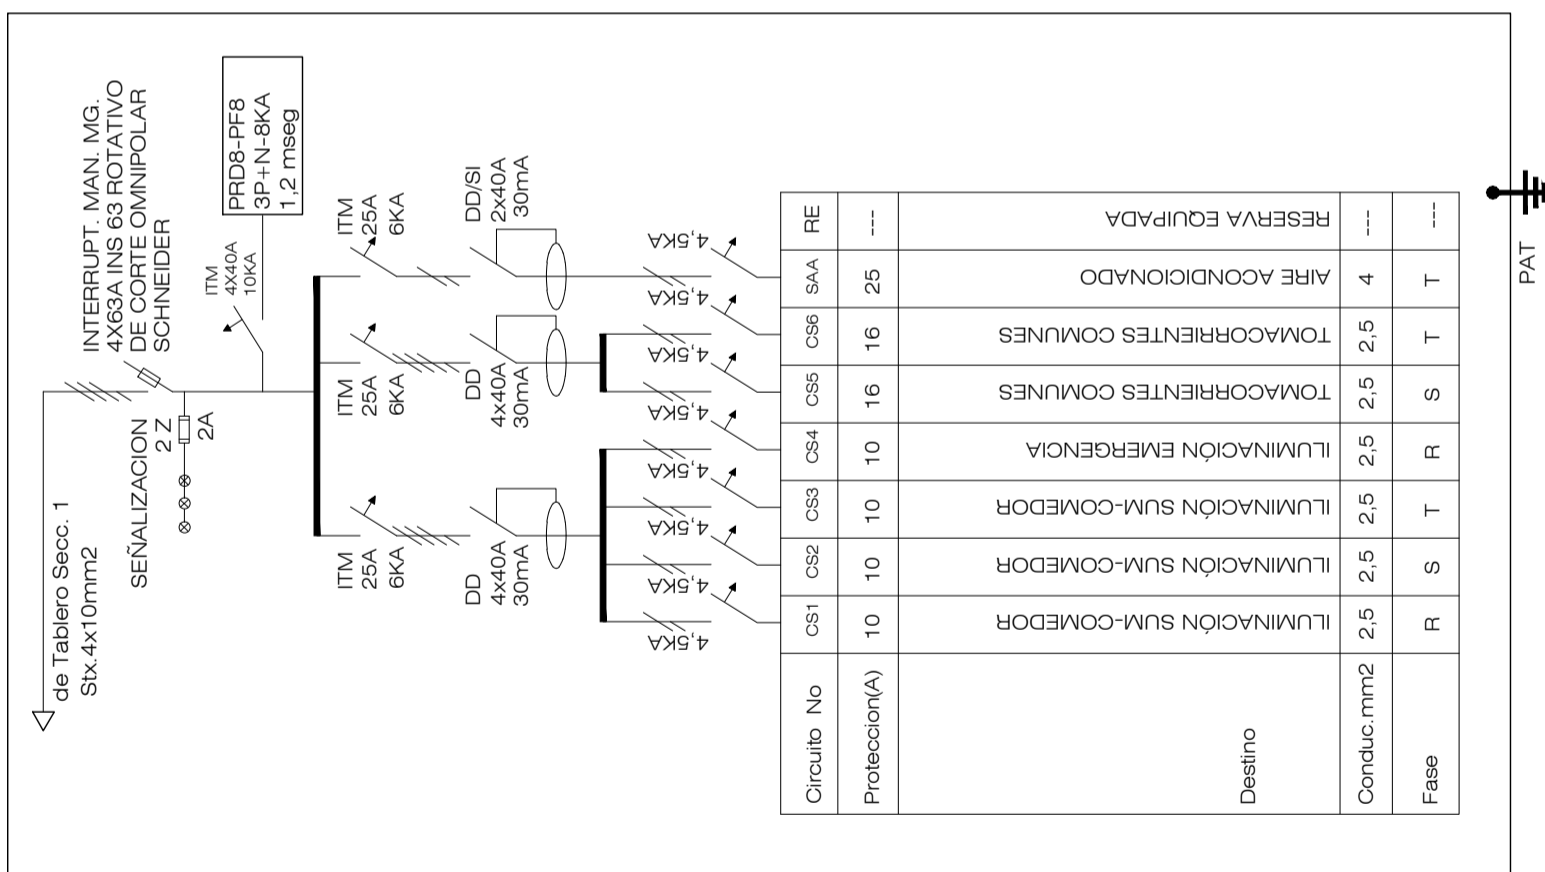 de Tablero Secc. 1
Stx.4x10mm2
SEÑALIZACION
2 Z
2A
INTERRUPT. MAN. MG.
4X63A INS 63 ROTATIVO
DE CORTE OMNIPOLAR
SCHNEIDER
ITM
4X40A
10KA
PRD8-PF8
3P+N-8KA
1,2 mseg
ITM
25A
6KA
DD
4x40A
30mA
ITM
25A
6KA
DD
4x40A
30mA
ITM
25A
6KA
DD/SI
2x40A
30mA
4,5KA
4,5KA
4,5KA
4,5KA
4,5KA
4,5KA
4,5KA
4,5KA
Circuito No CS1 CS2 CS3 CS4 CS5 CS6 SAA RE
Proteccion(A) 10 10 10 10 16 16 25 ---
Destino
ILUMINACIÓN SUM-COMEDOR
ILUMINACIÓN SUM-COMEDOR
ILUMINACIÓN SUM-COMEDOR
ILUMINACIÓN EMERGENCIA
TOMACORRIENTES COMUNES
TOMACORRIENTES COMUNES
AIRE ACONDICIONADO
RESERVA EQUIPADA
Conduc.mm2 2,5 2,5 2,5 2,5 2,5 2,5 4 ---
Fase R S T R S T T ---
PAT